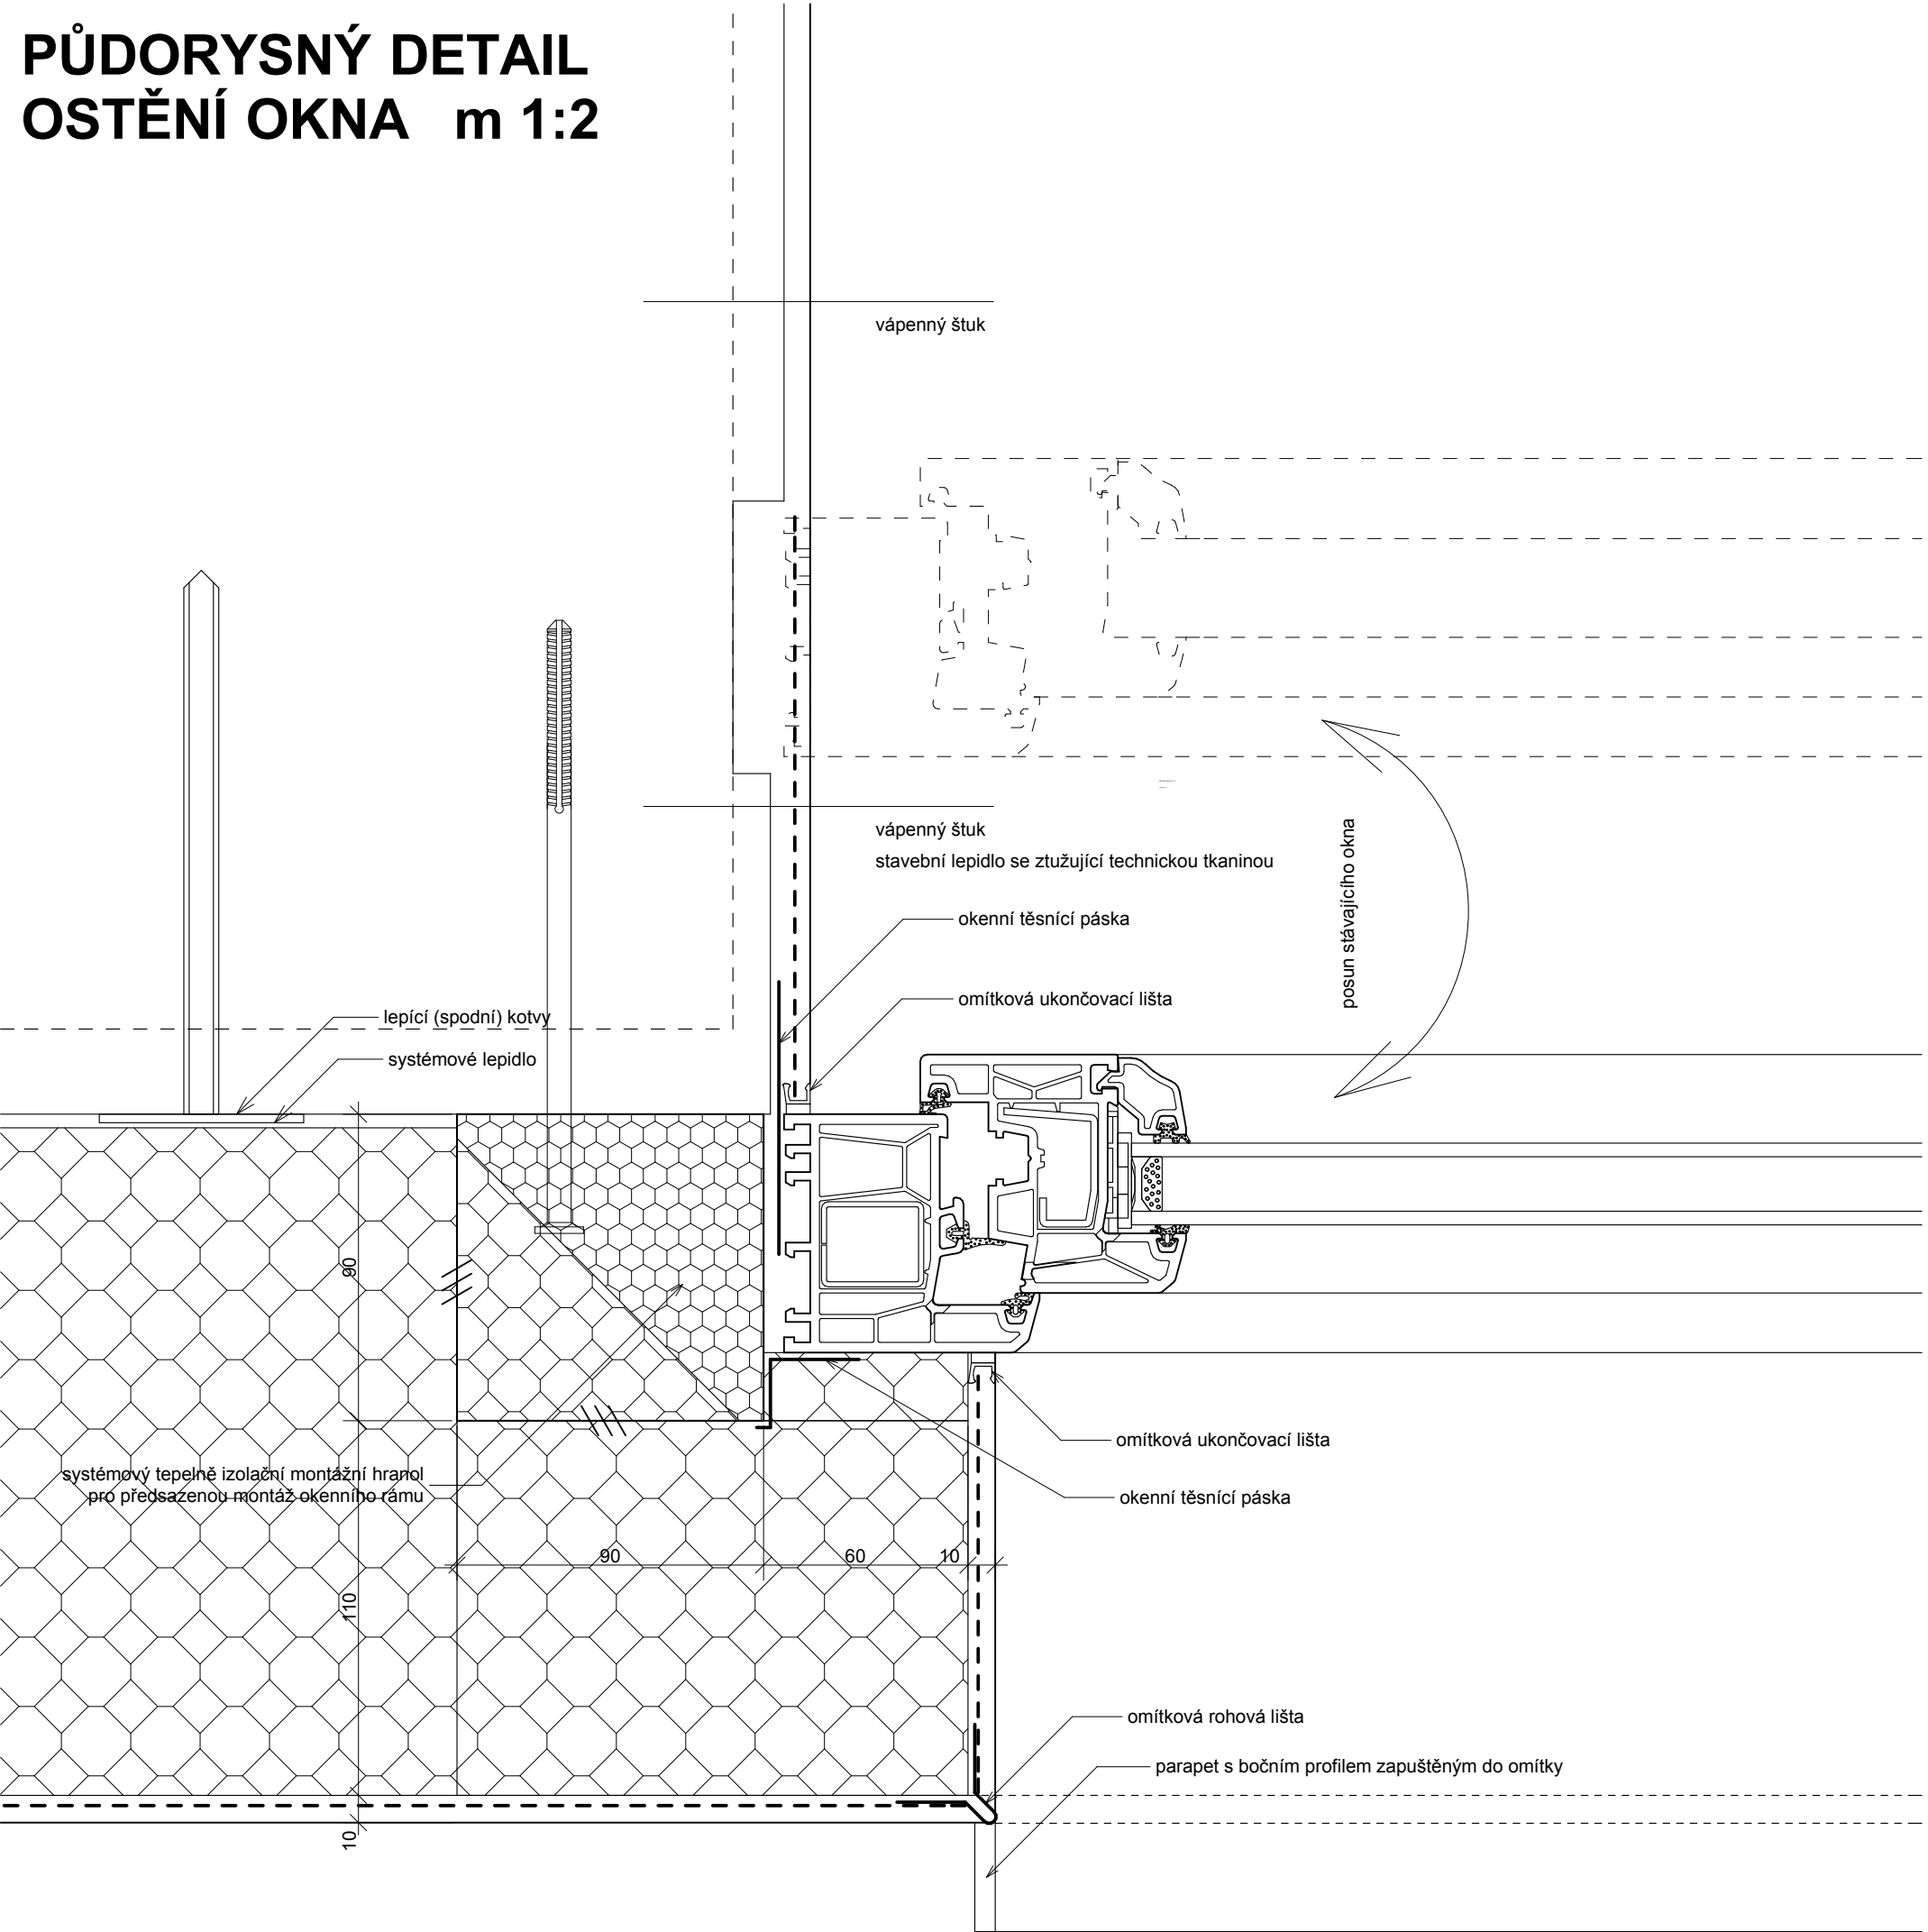 PŮDORYSNÝ DETAIL
OSTĚNÍ OKNA m 1:2
vápenný štuk
vápenný štuk
stavební lepidlo se ztužující technickou tkaninou
posun stávajícího okna
okenní těsnící páska
omítková ukončovací lišta
lepící (spodní) kotvy
systémové lepidlo
90
omítková ukončovací lišta
systémový tepelně izolační montážní hranol
pro předsazenou montáž okenního rámu
okenní těsnící páska
90
60
10
110
omítková rohová lišta
parapet s bočním profilem zapuštěným do omítky
10